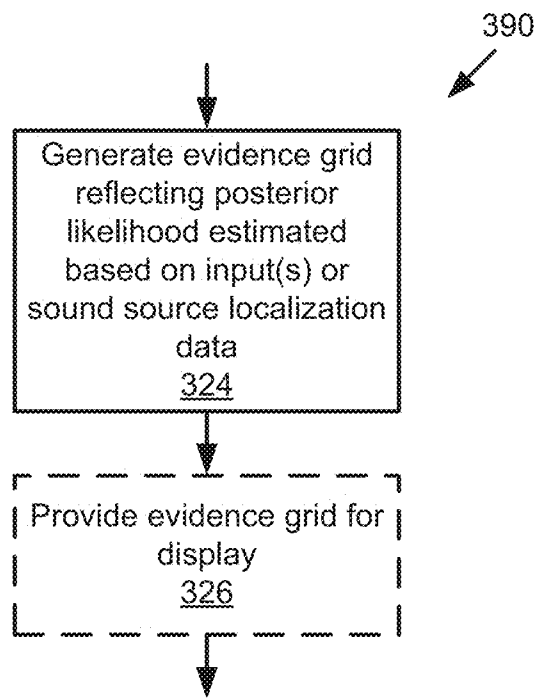 390
Generate evidence grid
reflecting posterior
likelihood estimated
based on input(s) or
sound source localization
data
324
Provide evidence grid for
display
326